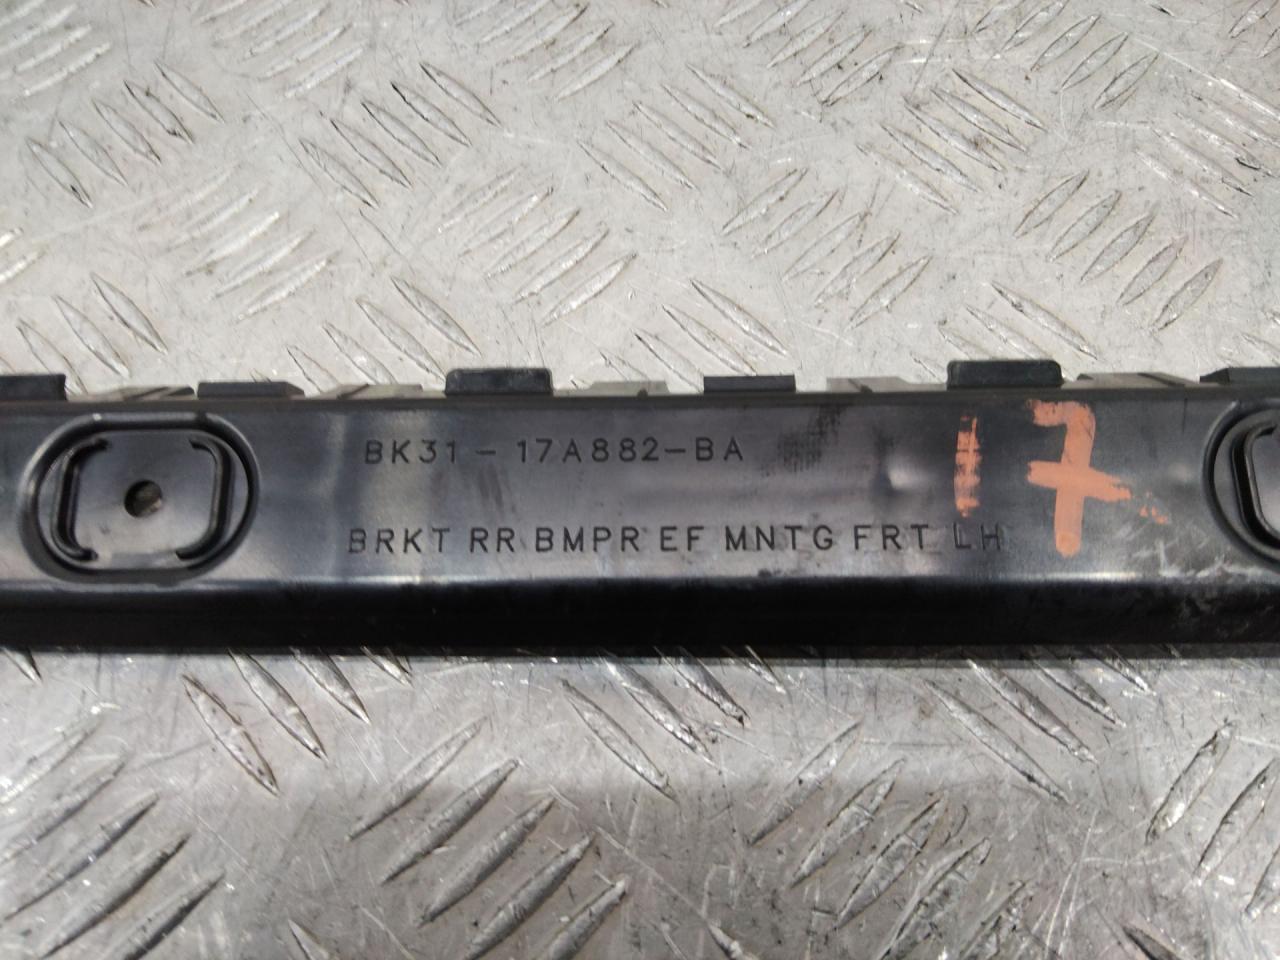 BK31-17A882-BA
17
BRKT RR BMPR EF MNTG FRT LH